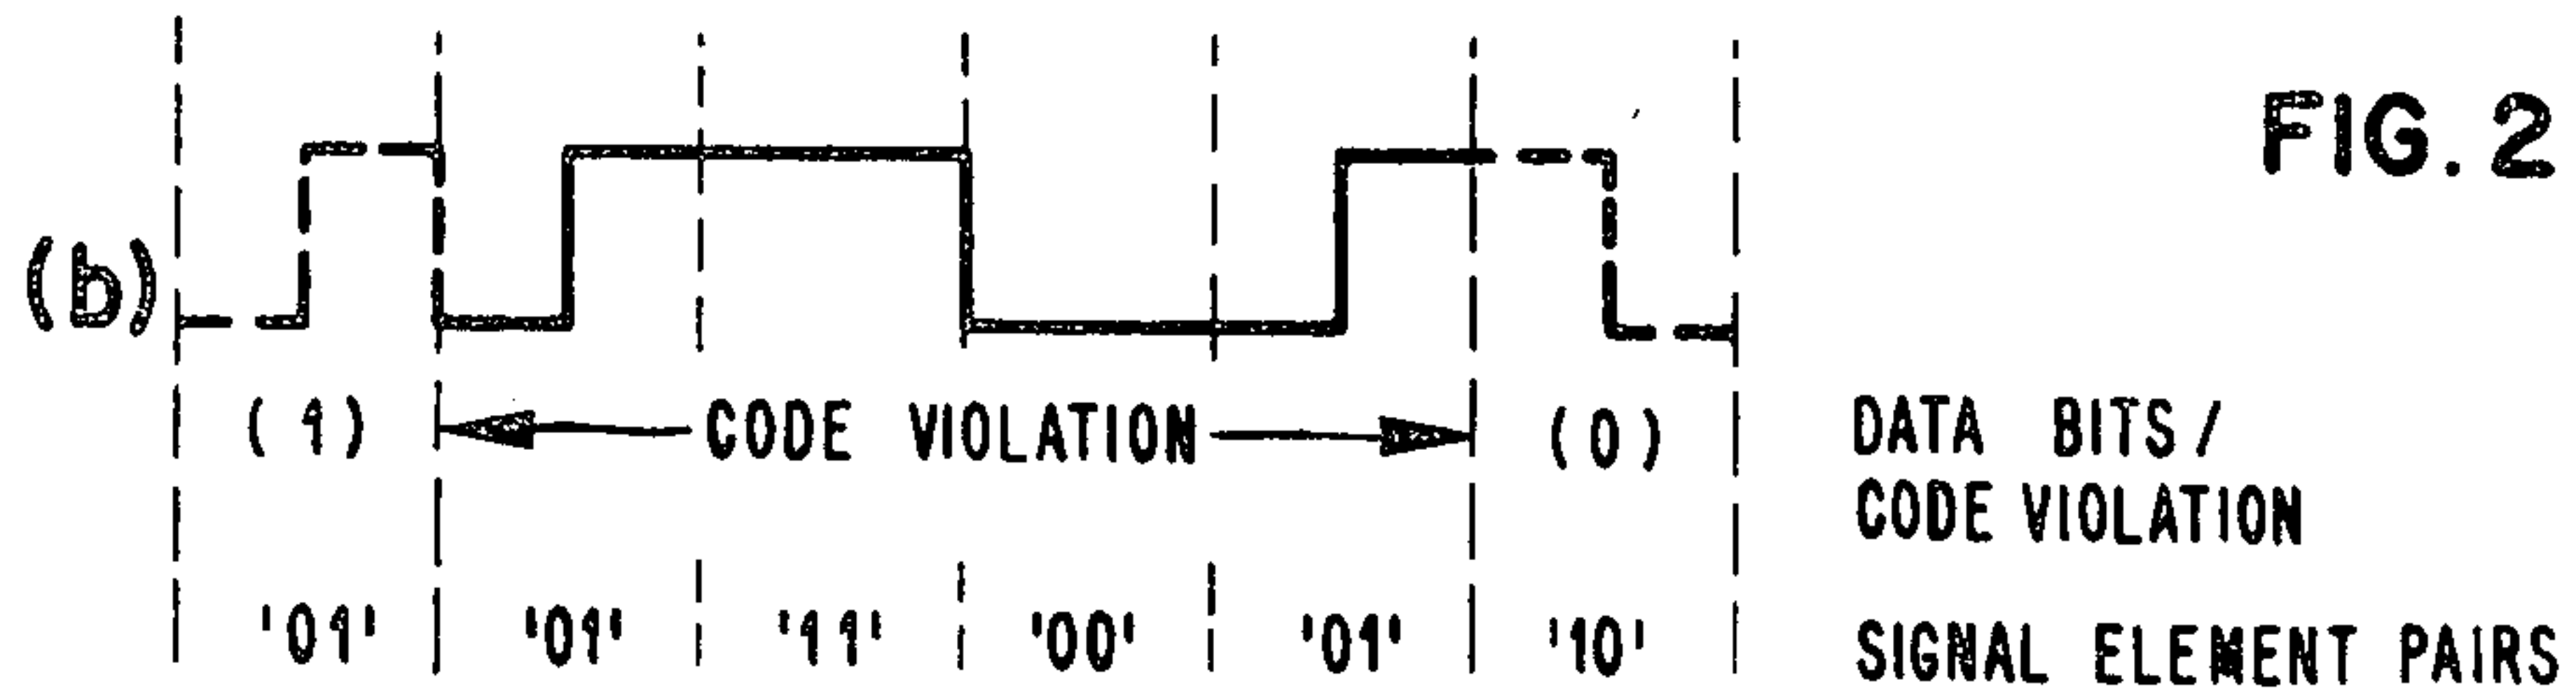 FIG. 2
(b)
(1) CODE VIOLATION (0) DATA BITS /
CODE VIOLATION
'01' '01' '11' '00' '01' '10' SIGNAL ELEMENT PAIRS